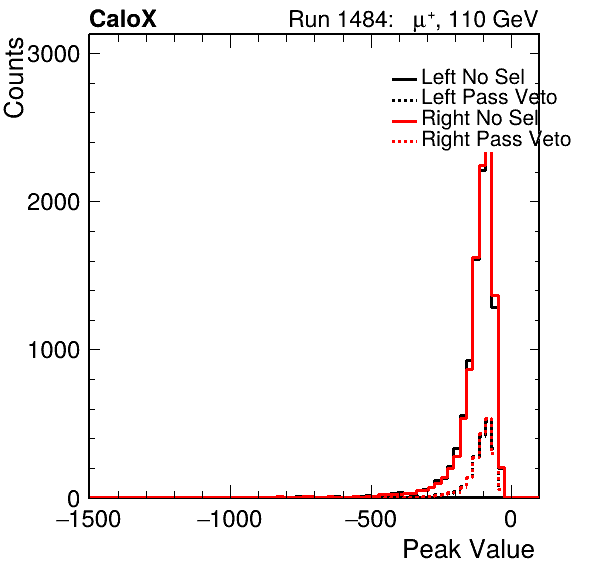 CaloX Run 1484: μ⁺, 110 GeV
Counts
3000
2000
1000
0
Left No Sel
Left Pass Veto
Right No Sel
Right Pass Veto
−1500 −1000 −500 0
Peak Value